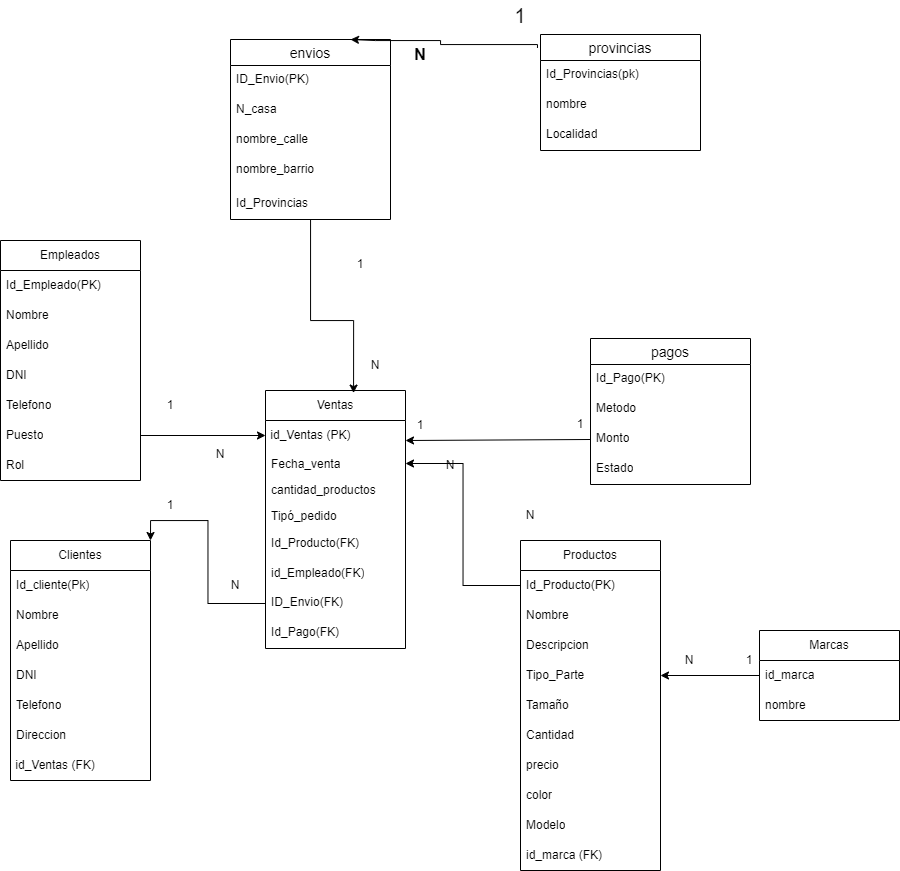 1
N
envios
ID_Envio(PK)
N_casa
nombre_calle
nombre_barrio
Id_Provincias
provincias
Id_Provincias(pk)
nombre
Localidad
1
N
Empleados
Id_Empleado(PK)
Nombre
Apellido
DNI
Telefono
Puesto
Rol
1
N
Ventas
id_Ventas (PK)
Fecha_venta
cantidad_productos
Tipó_pedido
Id_Producto(FK)
id_Empleado(FK)
ID_Envio(FK)
Id_Pago(FK)
1
1
pagos
Id_Pago(PK)
Metodo
Monto
Estado
N
N
1
N
Clientes
Id_cliente(Pk)
Nombre
Apellido
DNI
Telefono
Direccion
id_Ventas (FK)
Productos
Id_Producto(PK)
Nombre
Descripcion
Tipo_Parte
Tamaño
Cantidad
precio
color
Modelo
id_marca (FK)
N
1
Marcas
id_marca
nombre